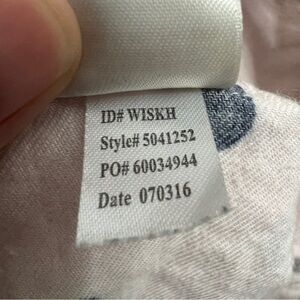 ID# WISKH
Style# 5041252
PO# 60034944
Date 070316